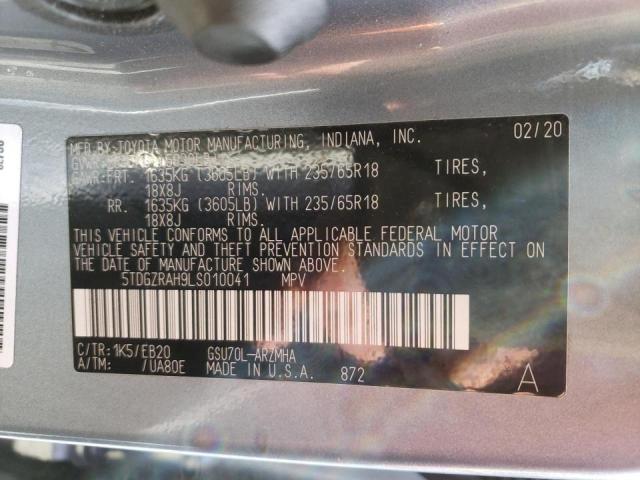 MFD.BY:TOYOTA MOTOR MANUFACTURING, INDIANA, INC. 02/20
GAWR:FRT. 1635KG (3605LB) WITH 235/65R18 TIRES,
18X8J RIMS.
RR. 1635KG (3605LB) WITH 235/65R18 TIRES,
18X8J RIMS.
THIS VEHICLE CONFORMS TO ALL APPLICABLE FEDERAL MOTOR
VEHICLE SAFETY AND THEFT PREVENTION STANDARDS IN EFFECT ON
THE DATE OF MANUFACTURE SHOWN ABOVE.
5TDGZRAH9LS010041 MPV
C/TR: 1K5/EB20 GSU70L-ARZMHA
A/TM: /UA80E MADE IN U.S.A. 872 A